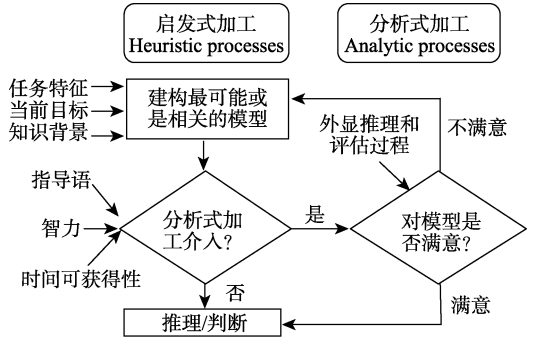 启发式加工
Heuristic processes
分析式加工
Analytic processes
任务特征
当前目标
知识背景
建构最可能或
是相关的模型
外显推理和
评估过程
不满意
指导语
智力
时间可获得性
分析式加
工介入?
是
对模型是
否满意?
否
满意
推理/判断